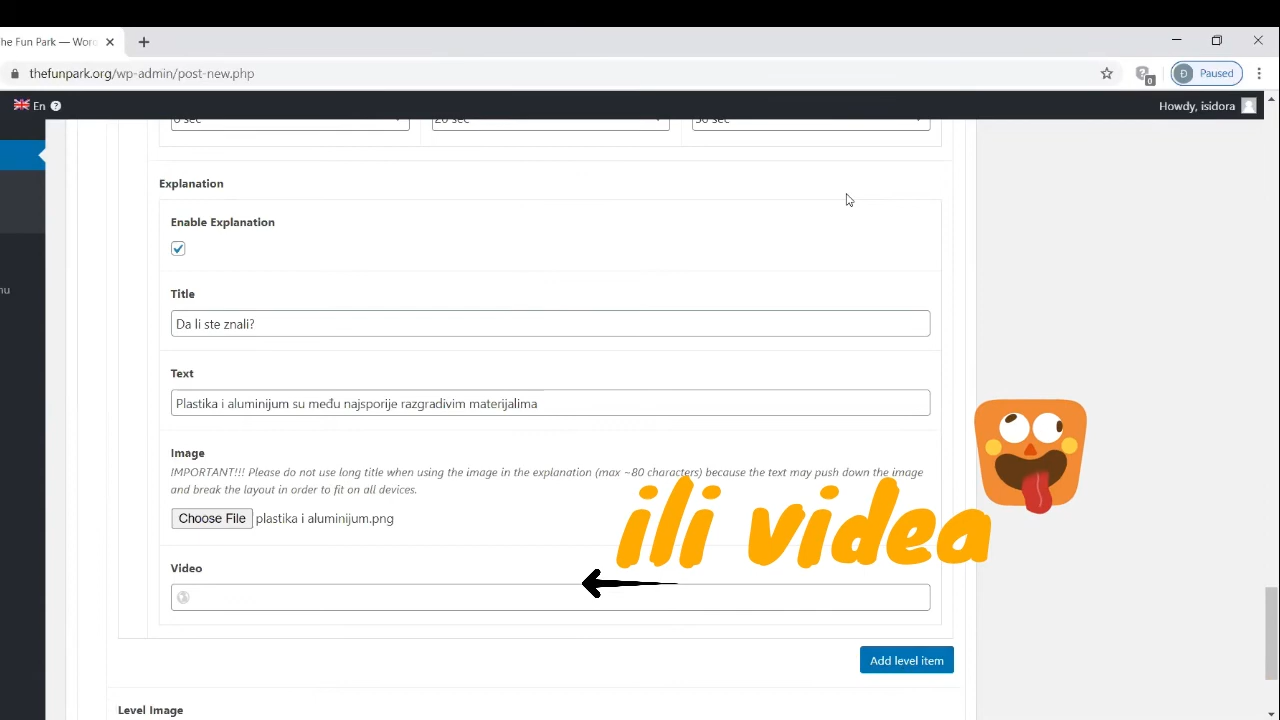 he Fun Park — Wor
thefunpark.org/wp-admin/post-new.php
0
Đ
Paused
En
Howdy, isidora
nu
20 sec
Explanation
Enable Explanation
Title
Da li ste znali?
Text
Plastika i aluminijum su među najsporije razgradivim materijalima
Image
IMPORTANT!!! Please do not use long title when using the image in the explanation (max ~80 characters) because the text may push down the image
and break the layout in order to fit on all devices.
Choose File plastika i aluminijum.png
ili videa
Video
Add level item
Level Image